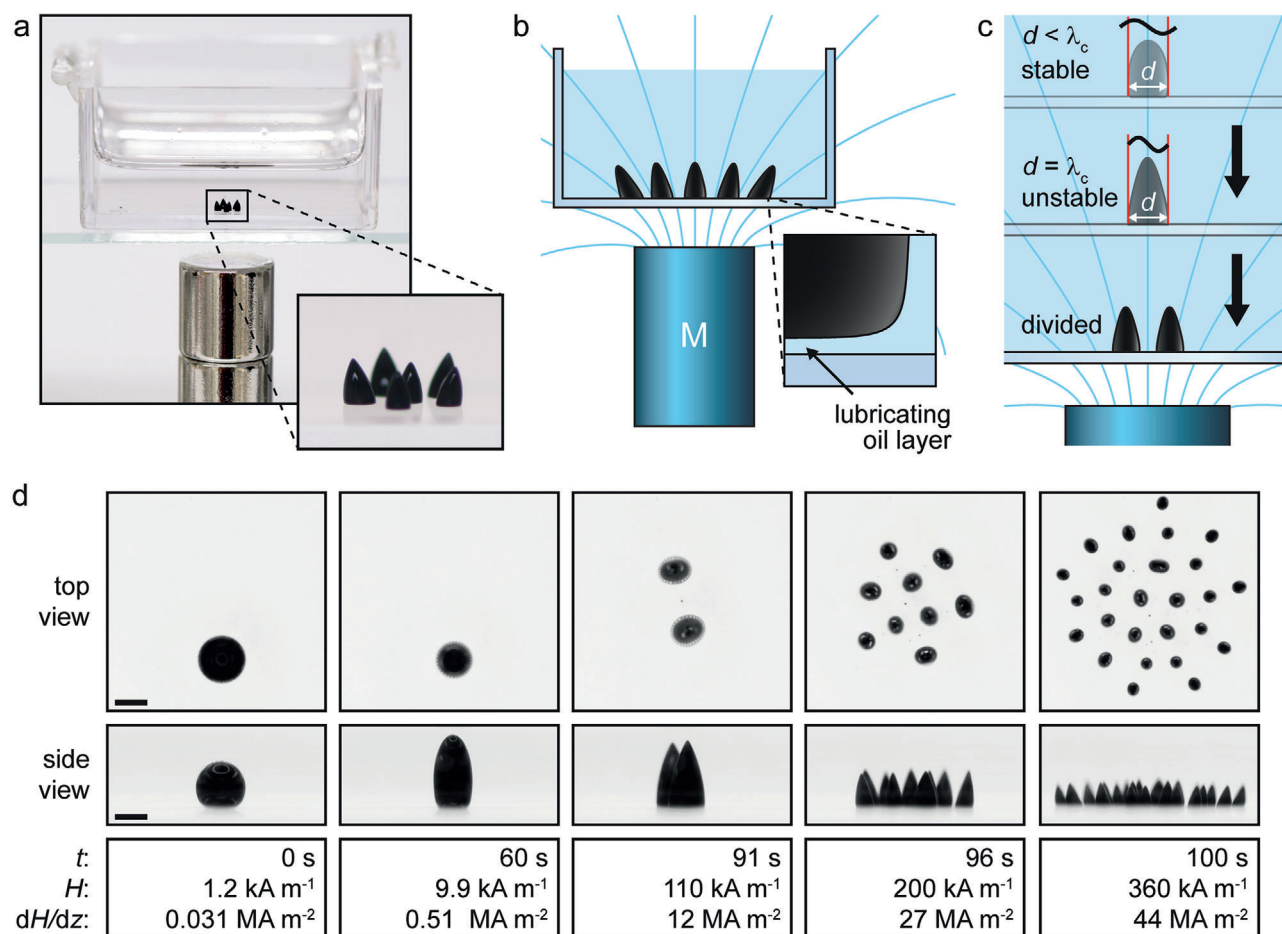 a
b
c
d < λc
stable
d
d = λc
unstable
d
divided
M
lubricating
oil layer
d
top
view
side
view
t:
0 s
60 s
91 s
96 s
100 s
H:
1.2 kA m⁻¹
9.9 kA m⁻¹
110 kA m⁻¹
200 kA m⁻¹
360 kA m⁻¹
dH/dz:
0.031 MA m⁻²
0.51 MA m⁻²
12 MA m⁻²
27 MA m⁻²
44 MA m⁻²